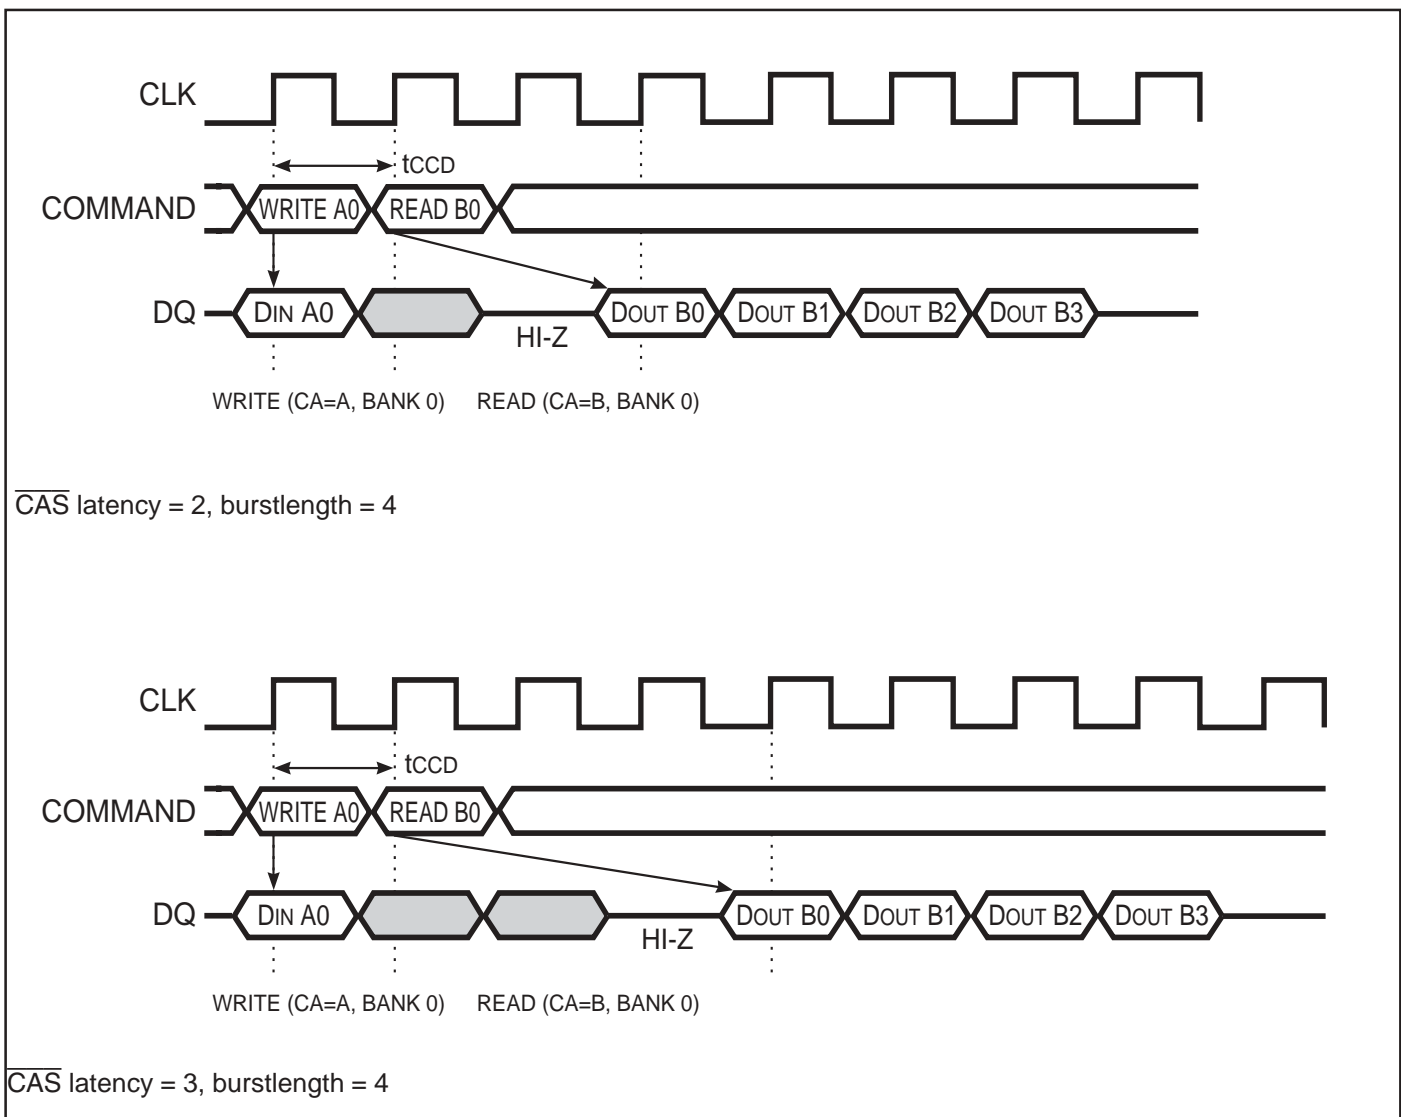 CLK
tCCD
COMMAND WRITE A0 READ B0
DQ DIN A0 DOUT B0 DOUT B1 DOUT B2 DOUT B3
HI-Z
WRITE (CA=A, BANK 0) READ (CA=B, BANK 0)
CAS latency = 2, burstlength = 4
CLK
tCCD
COMMAND WRITE A0 READ B0
DQ DIN A0 DOUT B0 DOUT B1 DOUT B2 DOUT B3
HI-Z
WRITE (CA=A, BANK 0) READ (CA=B, BANK 0)
CAS latency = 3, burstlength = 4